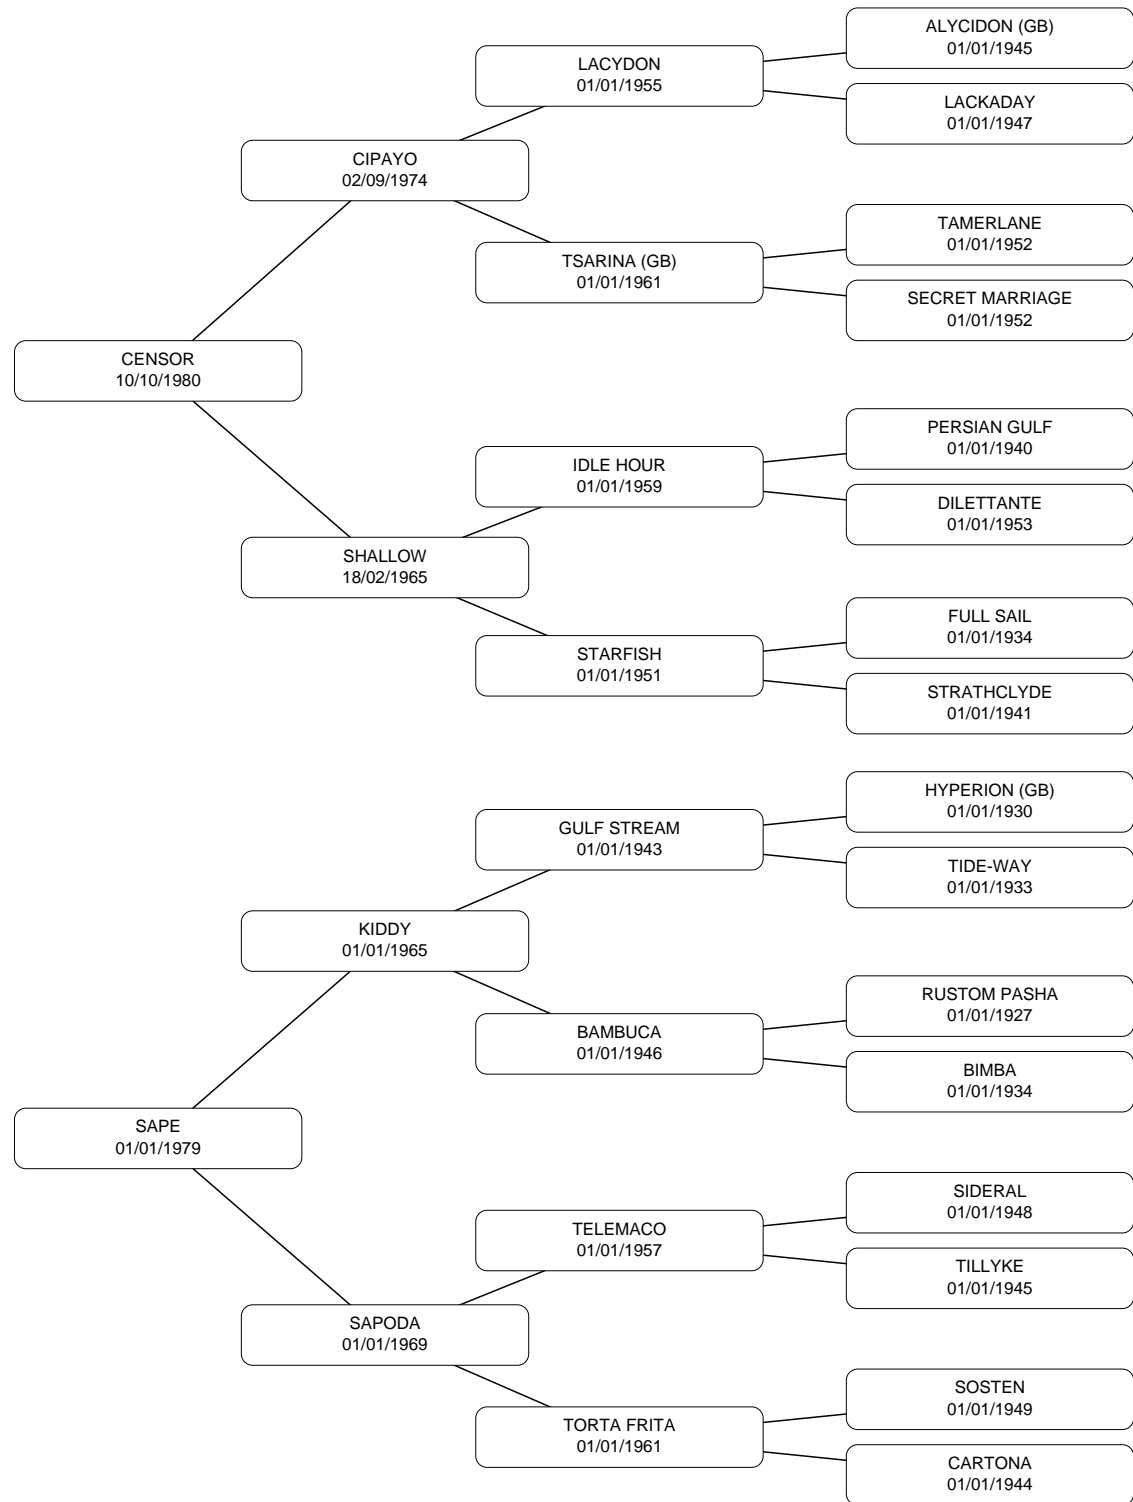 ALYCIDON (GB)
01/01/1945
LACYDON
01/01/1955
LACKADAY
01/01/1947
CIPAYO
02/09/1974
TAMERLANE
01/01/1952
TSARINA (GB)
01/01/1961
SECRET MARRIAGE
01/01/1952
CENSOR
10/10/1980
PERSIAN GULF
01/01/1940
IDLE HOUR
01/01/1959
DILETTANTE
01/01/1953
SHALLOW
18/02/1965
FULL SAIL
01/01/1934
STARFISH
01/01/1951
STRATHCLYDE
01/01/1941
HYPERION (GB)
01/01/1930
GULF STREAM
01/01/1943
TIDE-WAY
01/01/1933
KIDDY
01/01/1965
RUSTOM PASHA
01/01/1927
BAMBUCA
01/01/1946
BIMBA
01/01/1934
SAPE
01/01/1979
SIDERAL
01/01/1948
TELEMACO
01/01/1957
TILLYKE
01/01/1945
SAPODA
01/01/1969
SOSTEN
01/01/1949
TORTA FRITA
01/01/1961
CARTONA
01/01/1944